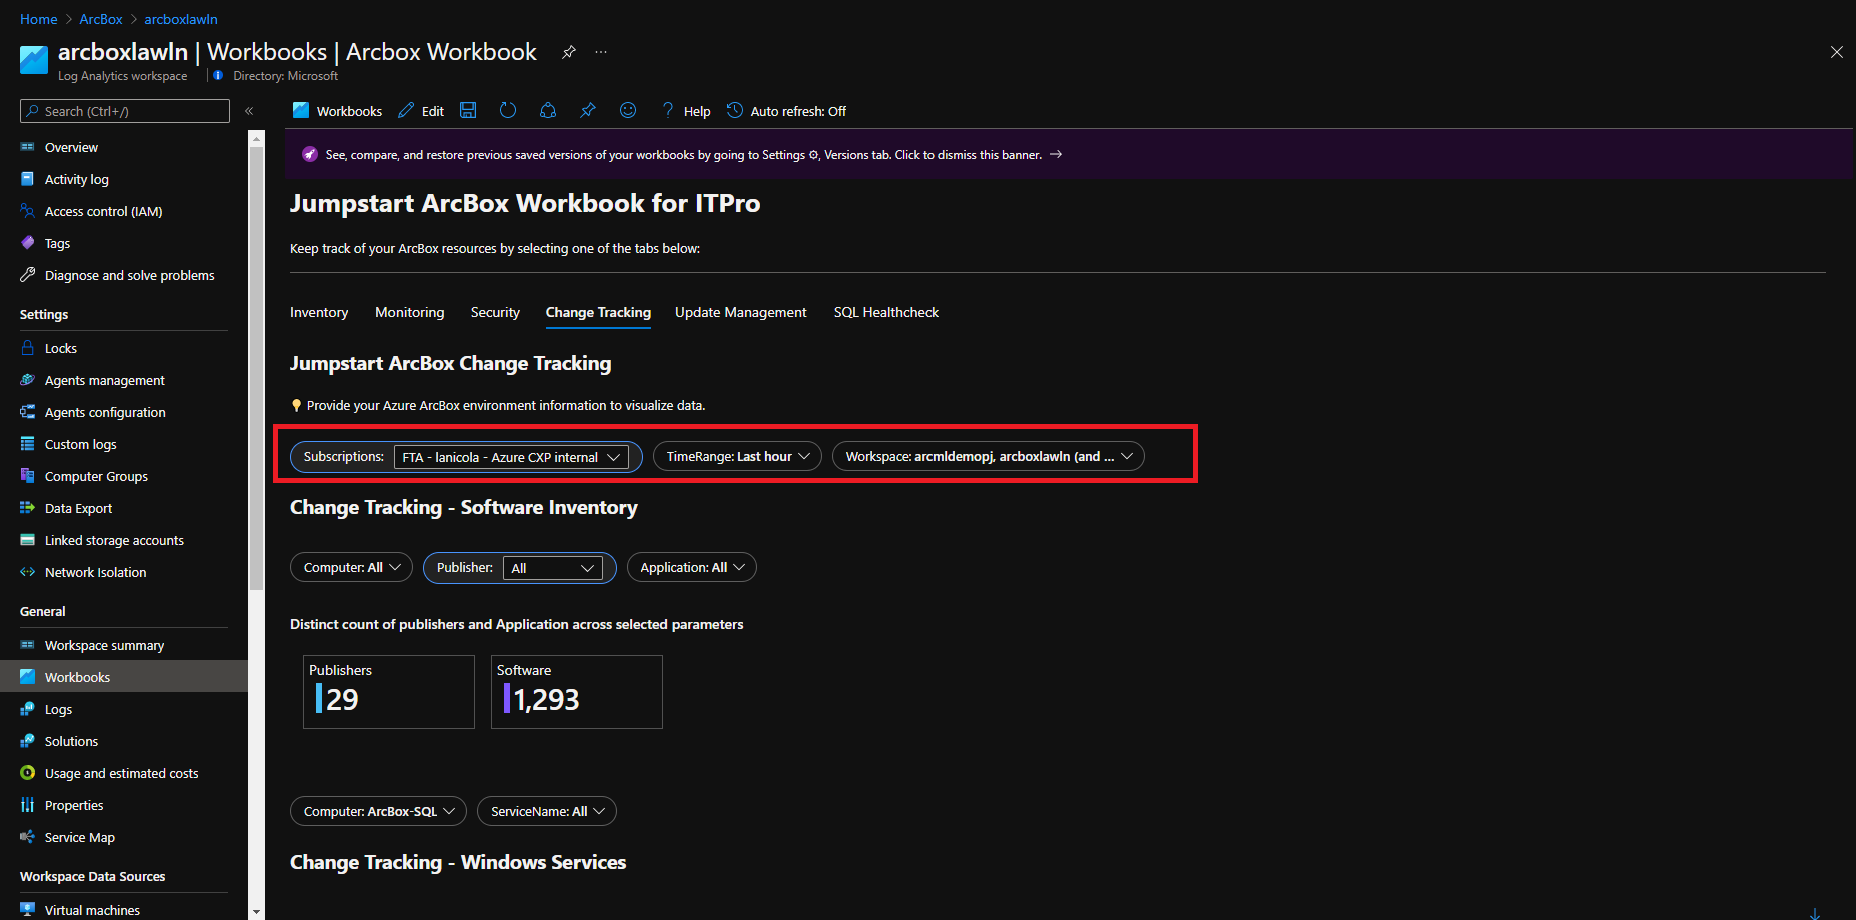 Home > ArcBox > arcboxlawln
arcboxlawln | Workbooks | Arcbox Workbook ...
Log Analytics workspace | Directory: Microsoft
Search (Ctrl+/) «
Overview
Activity log
Access control (IAM)
Tags
Diagnose and solve problems
Settings
Locks
Agents management
Agents configuration
Custom logs
Computer Groups
Data Export
Linked storage accounts
Network Isolation
General
Workspace summary
Workbooks
Logs
Solutions
Usage and estimated costs
Properties
Service Map
Workspace Data Sources
Virtual machines
Workbooks Edit ? Help Auto refresh: Off
See, compare, and restore previous saved versions of your workbooks by going to Settings ⚙, Versions tab. Click to dismiss this banner. →
Jumpstart ArcBox Workbook for ITPro
Keep track of your ArcBox resources by selecting one of the tabs below:
Inventory Monitoring Security Change Tracking Update Management SQL Healthcheck
Jumpstart ArcBox Change Tracking
💡 Provide your Azure ArcBox environment information to visualize data.
Subscriptions: FTA - lanicola - Azure CXP internal TimeRange: Last hour Workspace: arcmldemopj, arcboxlawln (and ...
Change Tracking - Software Inventory
Computer: All Publisher: All Application: All
Distinct count of publishers and Application across selected parameters
Publishers Software
29 1,293
Computer: ArcBox-SQL ServiceName: All
Change Tracking - Windows Services